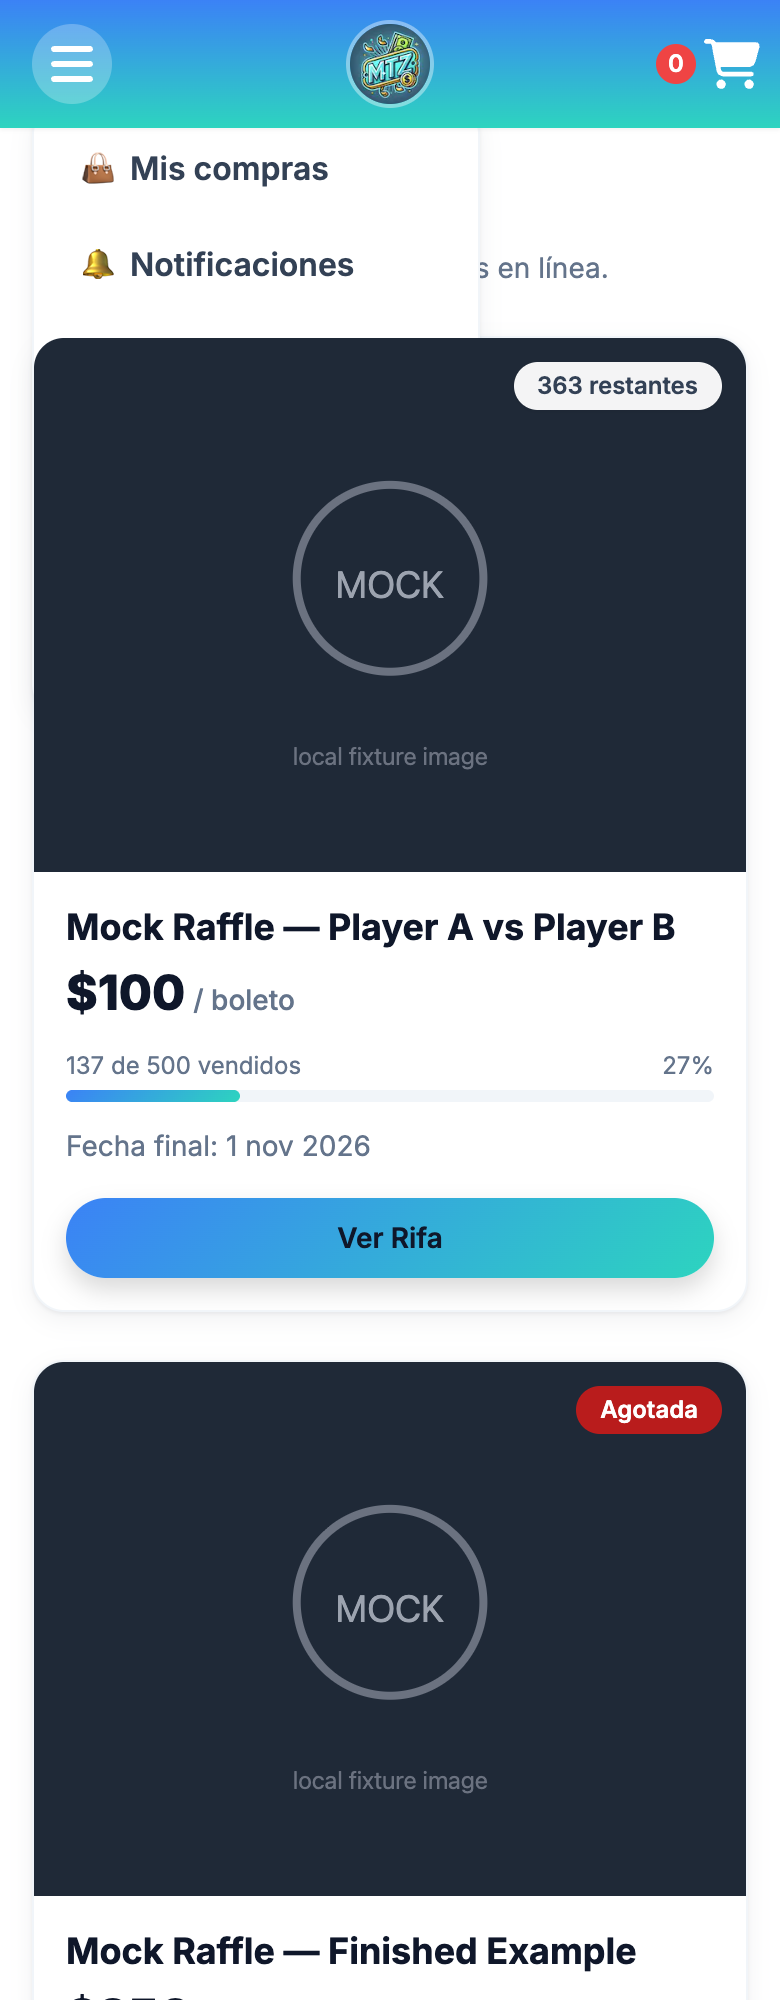 MTZ
0
Mis compras
Notificaciones
s en línea.
363 restantes
MOCK
local fixture image
Mock Raffle — Player A vs Player B
$100 / boleto
137 de 500 vendidos 27%
Fecha final: 1 nov 2026
Ver Rifa
Agotada
MOCK
local fixture image
Mock Raffle — Finished Example